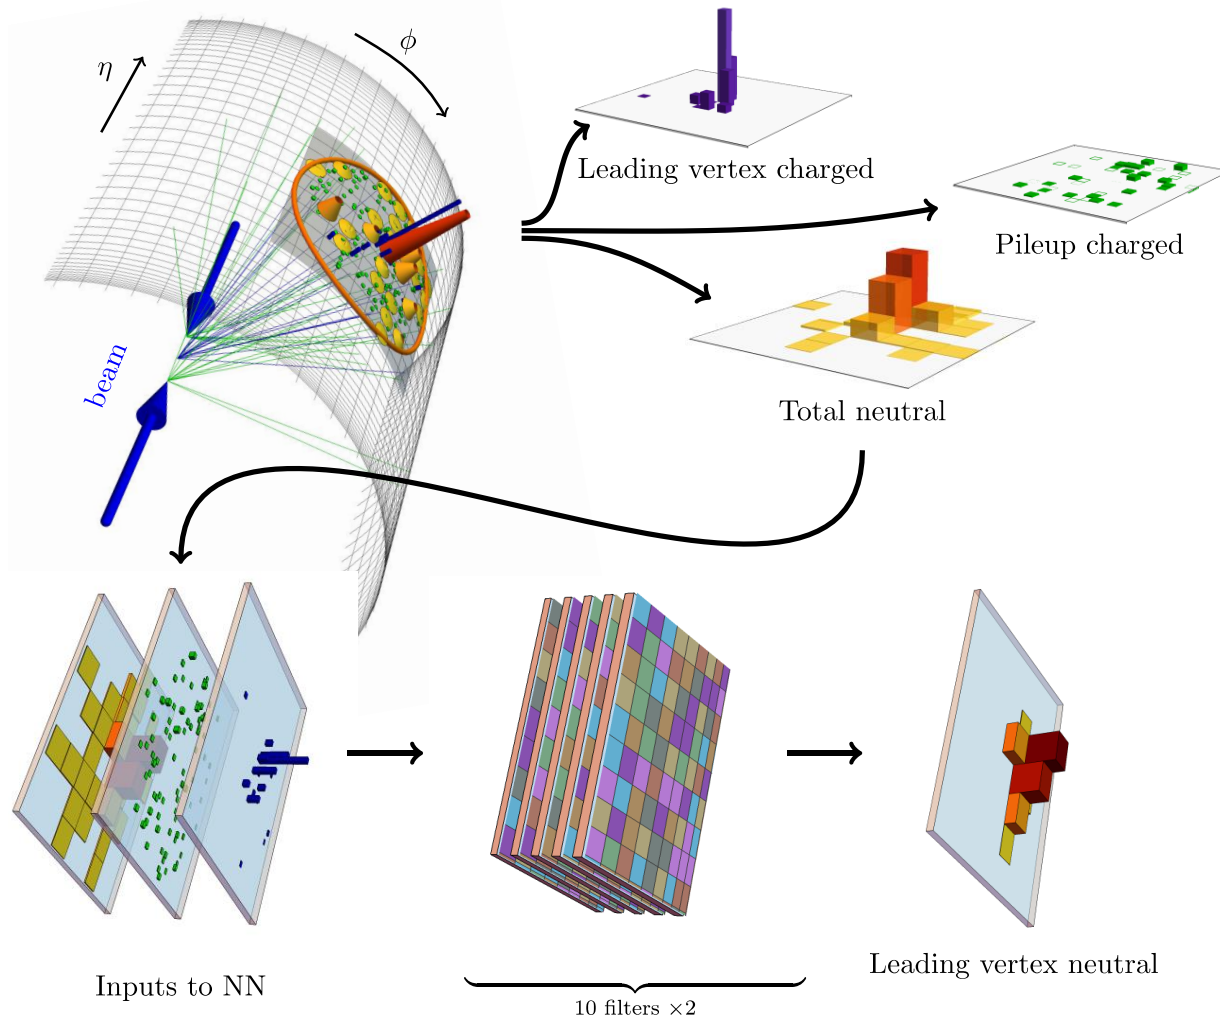 ϕ
η
Leading vertex charged
Pileup charged
beam
Total neutral
Inputs to NN
10 filters ×2
Leading vertex neutral